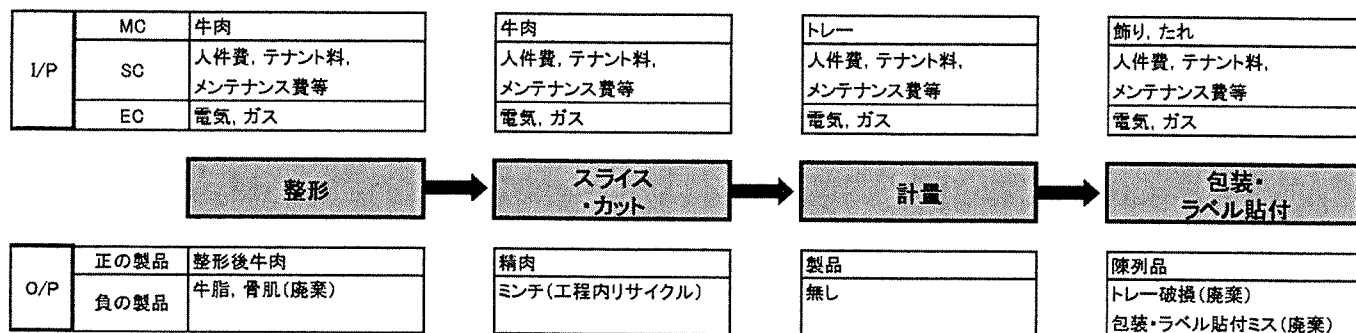 I/P
MC 牛肉 牛肉 トレー 飾り, たれ
SC 人件費, テナント料, 人件費, テナント料, 人件費, テナント料, 人件費, テナント料,
メンテナンス費等 メンテナンス費等 メンテナンス費等 メンテナンス費等
EC 電気, ガス 電気, ガス 電気, ガス 電気, ガス
整形 スライス 計量 包装・
・カット ラベル貼付
O/P
正の製品 整形後牛肉 精肉 製品 陳列品
負の製品 牛脂, 骨肌(廃棄) ミンチ(工程内リサイクル) 無し トレー破損(廃棄)
包装・ラベル貼付ミス(廃棄)